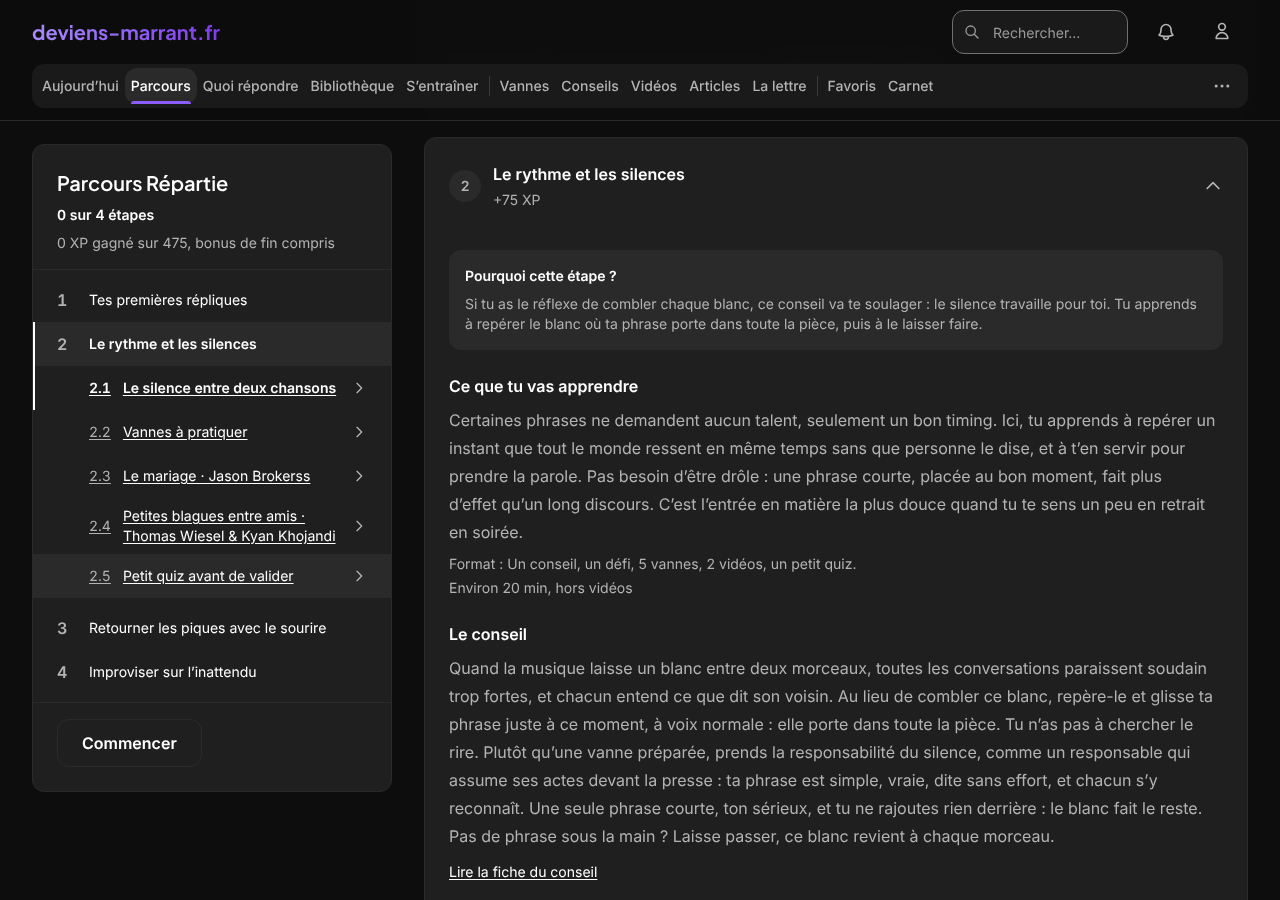 deviens-marrant.fr
Rechercher...
Aujourd’hui Parcours Quoi répondre Bibliothèque S’entraîner Vannes Conseils Vidéos Articles La lettre Favoris Carnet ...
Parcours Répartie
0 sur 4 étapes
0 XP gagné sur 475, bonus de fin compris
1 Tes premières répliques
2 Le rythme et les silences
2.1 Le silence entre deux chansons
2.2 Vannes à pratiquer
2.3 Le mariage · Jason Brokerss
2.4 Petites blagues entre amis ·
Thomas Wiesel & Kyan Khojandi
2.5 Petit quiz avant de valider
3 Retourner les piques avec le sourire
4 Improviser sur l’inattendu
Commencer
2 Le rythme et les silences
+75 XP
Pourquoi cette étape ?
Si tu as le réflexe de combler chaque blanc, ce conseil va te soulager : le silence travaille pour toi. Tu apprends
à repérer le blanc où ta phrase porte dans toute la pièce, puis à le laisser faire.
Ce que tu vas apprendre
Certaines phrases ne demandent aucun talent, seulement un bon timing. Ici, tu apprends à repérer un
instant que tout le monde ressent en même temps sans que personne le dise, et à t’en servir pour
prendre la parole. Pas besoin d’être drôle : une phrase courte, placée au bon moment, fait plus
d’effet qu’un long discours. C’est l’entrée en matière la plus douce quand tu te sens un peu en retrait
en soirée.
Format : Un conseil, un défi, 5 vannes, 2 vidéos, un petit quiz.
Environ 20 min, hors vidéos
Le conseil
Quand la musique laisse un blanc entre deux morceaux, toutes les conversations paraissent soudain
trop fortes, et chacun entend ce que dit son voisin. Au lieu de combler ce blanc, repère-le et glisse ta
phrase juste à ce moment, à voix normale : elle porte dans toute la pièce. Tu n’as pas à chercher le
rire. Plutôt qu’une vanne préparée, prends la responsabilité du silence, comme un responsable qui
assume ses actes devant la presse : ta phrase est simple, vraie, dite sans effort, et chacun s’y
reconnaît. Une seule phrase courte, ton sérieux, et tu ne rajoutes rien derrière : le blanc fait le reste.
Pas de phrase sous la main ? Laisse passer, ce blanc revient à chaque morceau.
Lire la fiche du conseil